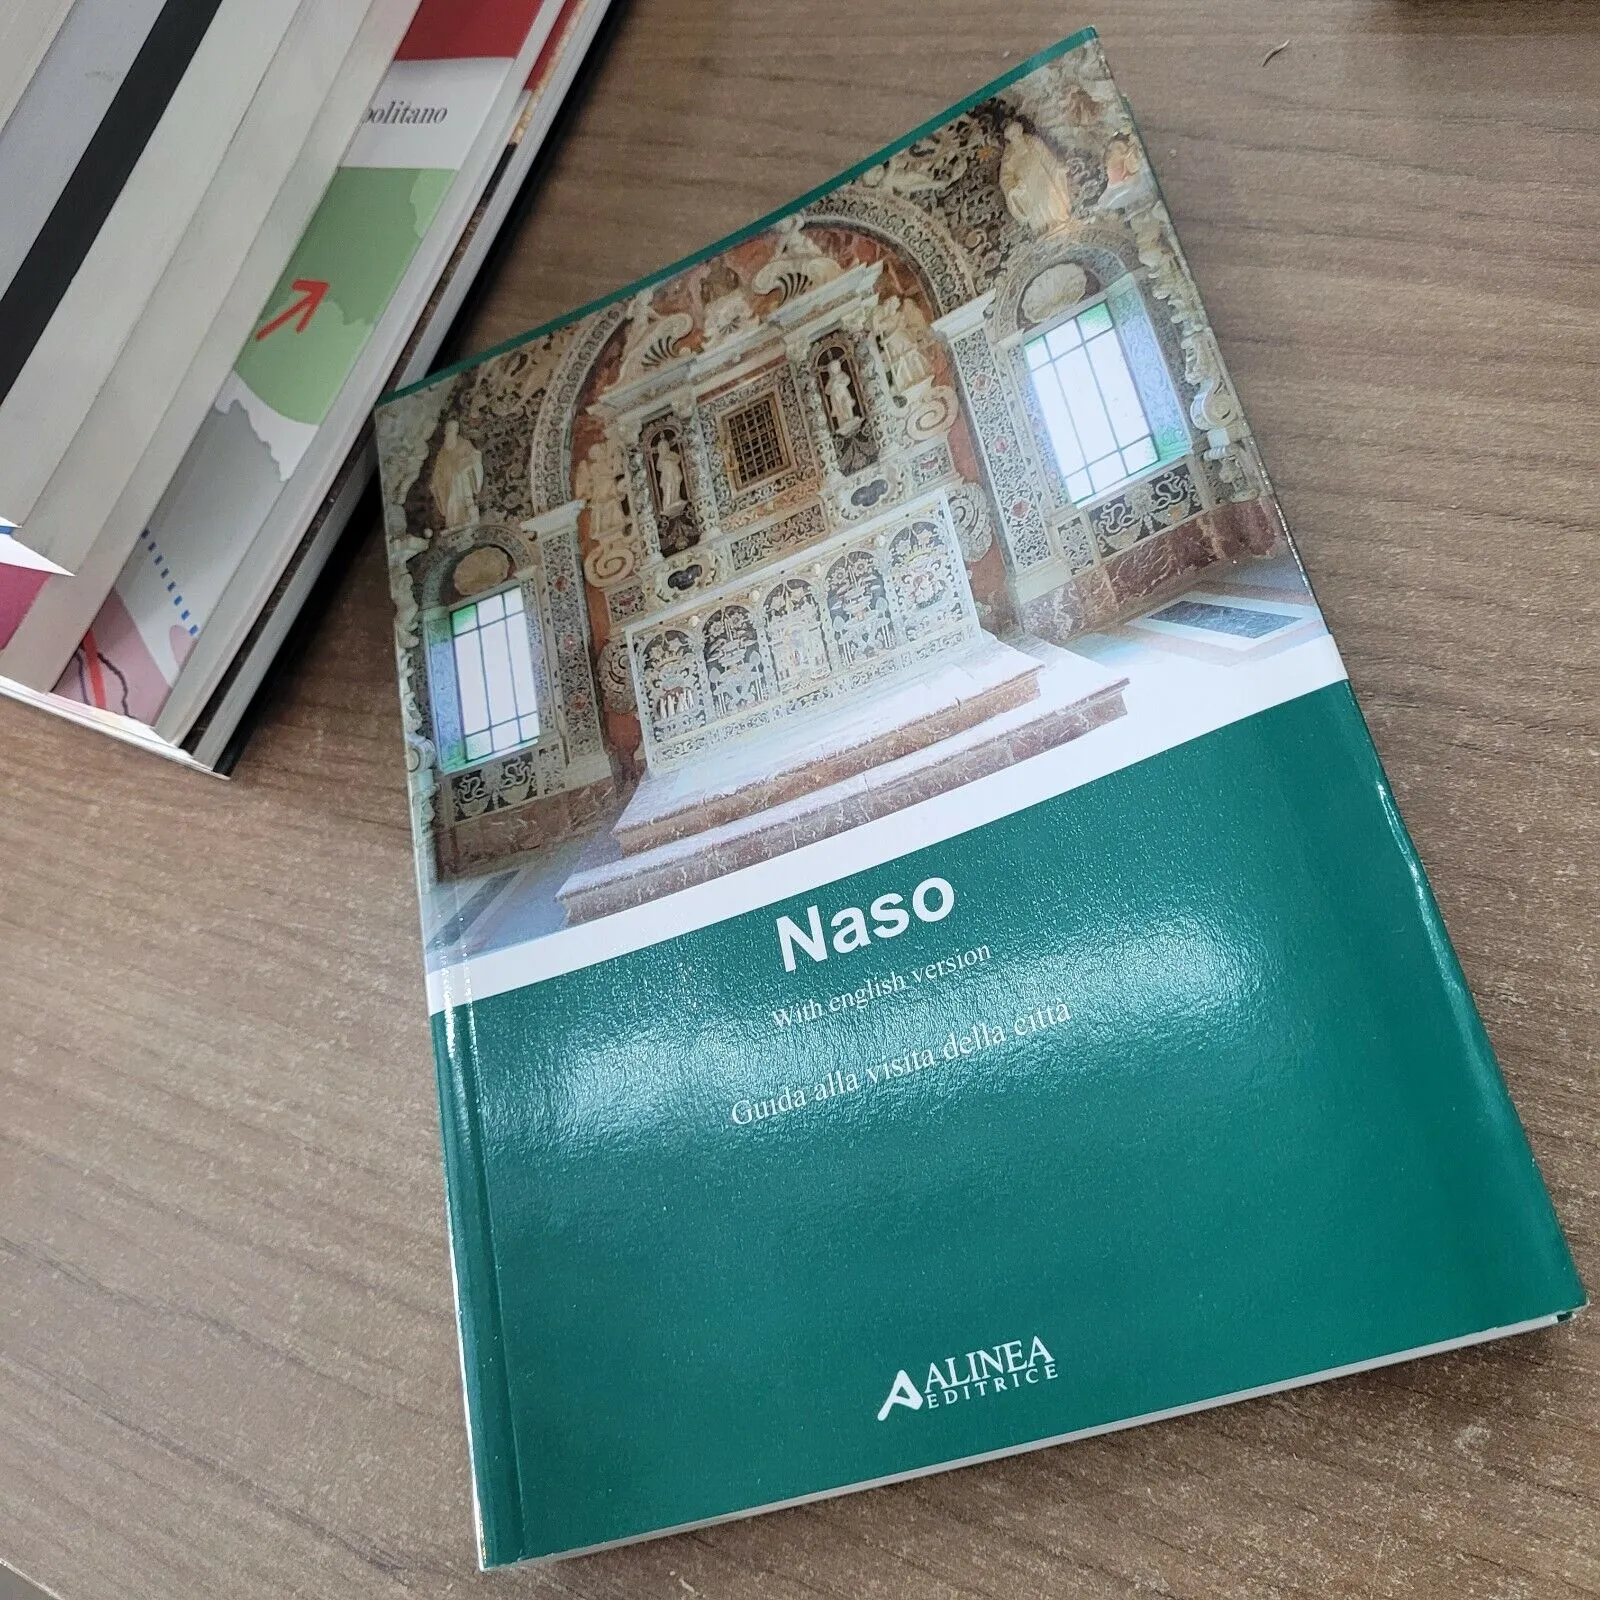 politano
Naso
With english version
Guida alla visita della città
ALINEA
EDITRICE